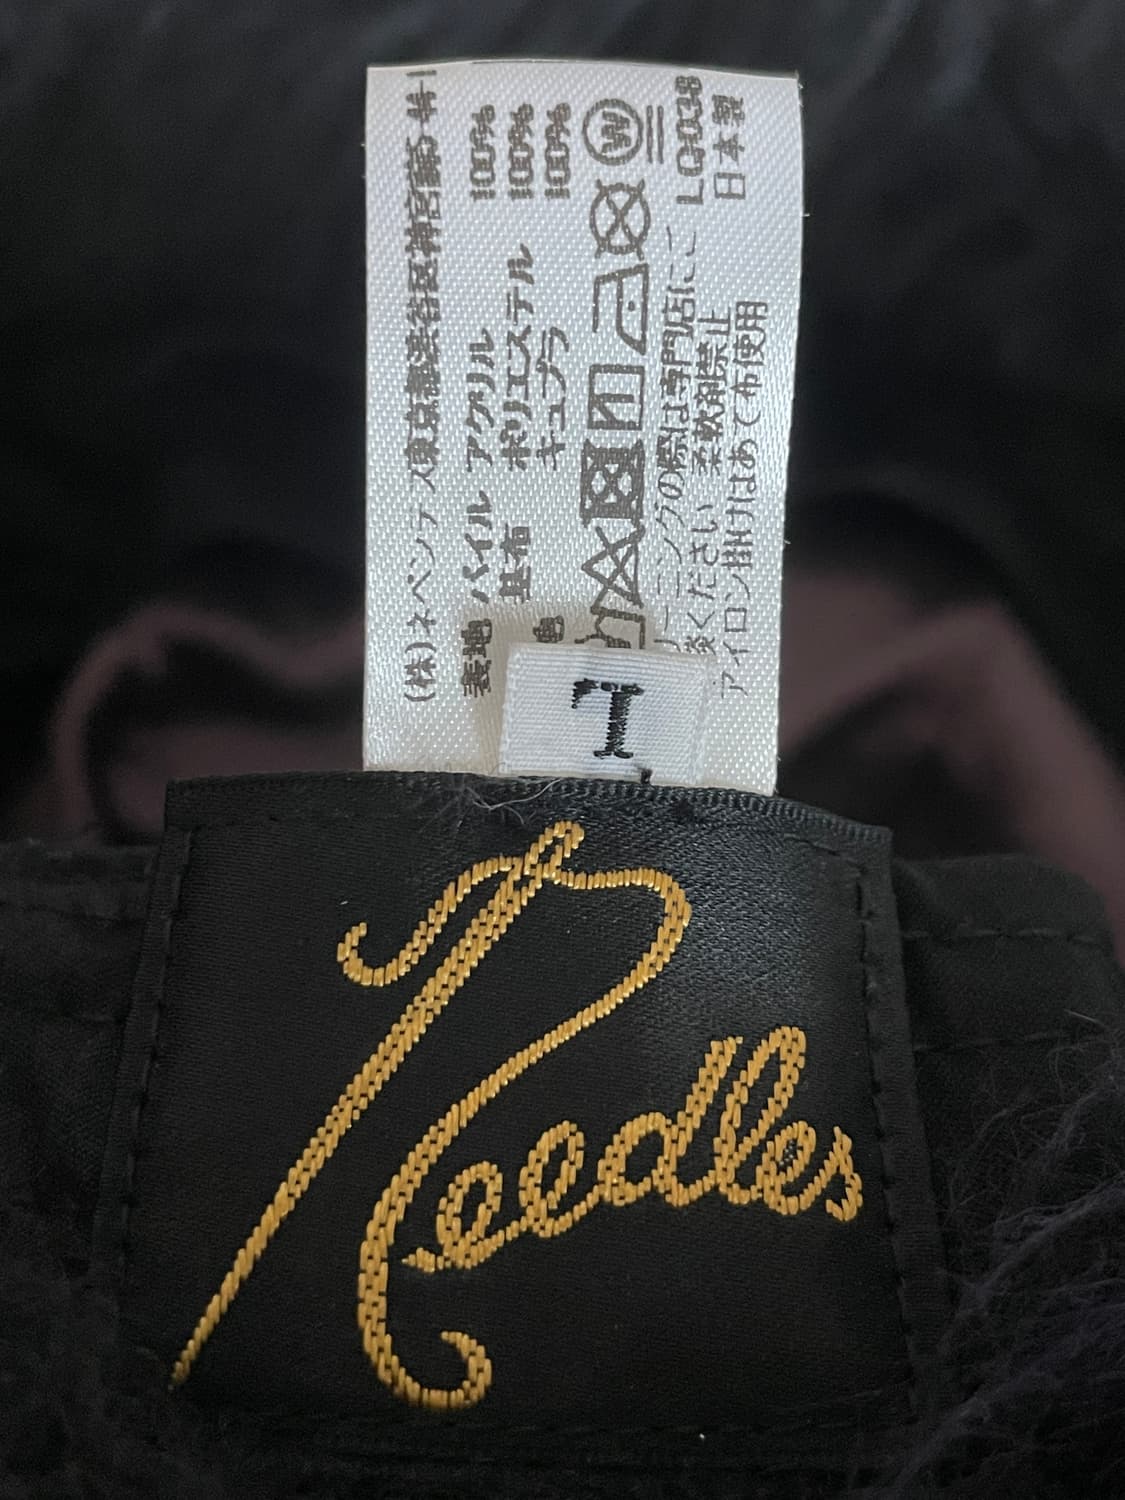 (株)ネペンテス東京都渋谷区神宮前5-44-1
表地 パイル アクリル 100%
基布 ポリエステル 100%
地 キュプラ 100%
W
ニングの際は専門店にご
談ください 柔軟剤禁止
アイロン掛けはあて布使用
LQ038
日本製
L
Needles